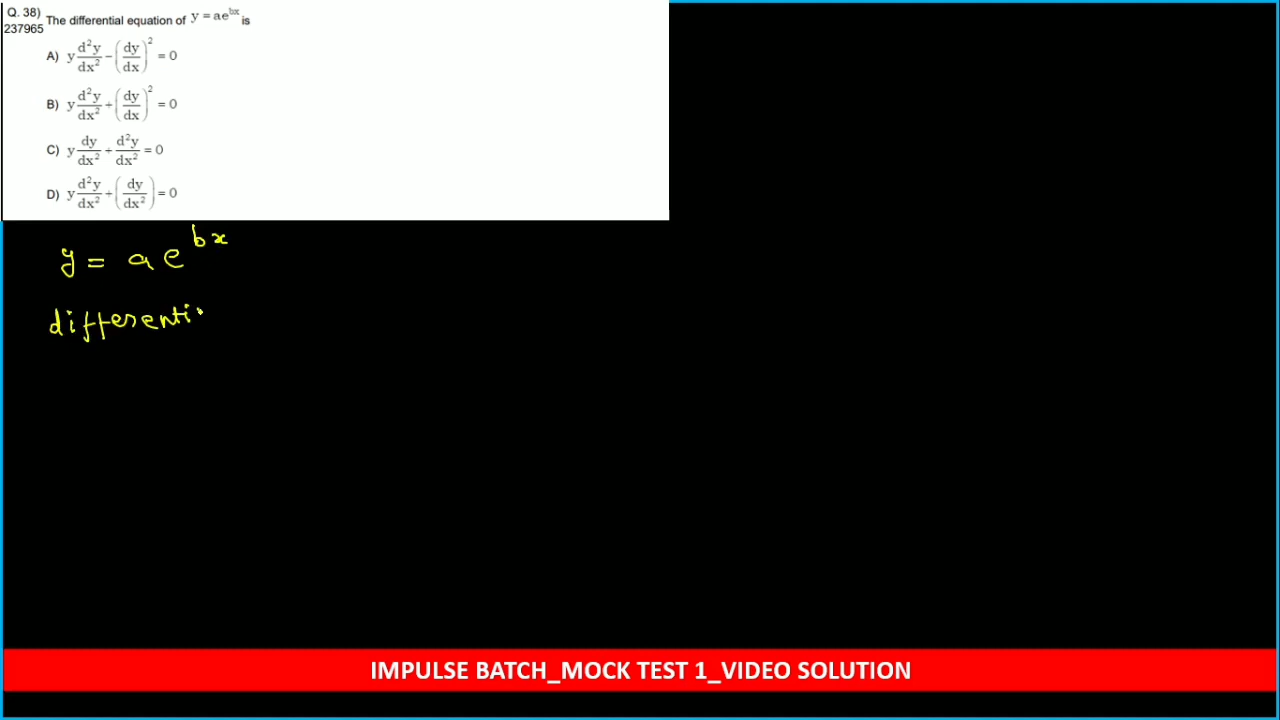 Q. 38)
237965
The differential equation of y = ae^{bx} is
A) y d²y/dx² − (dy/dx)² = 0
B) y d²y/dx² + (dy/dx)² = 0
C) y dy/dx² + d²y/dx² = 0
D) y d²y/dx² + (dy/dx²) = 0
y = a e^{bx}
differenti
IMPULSE BATCH_MOCK TEST 1_VIDEO SOLUTION